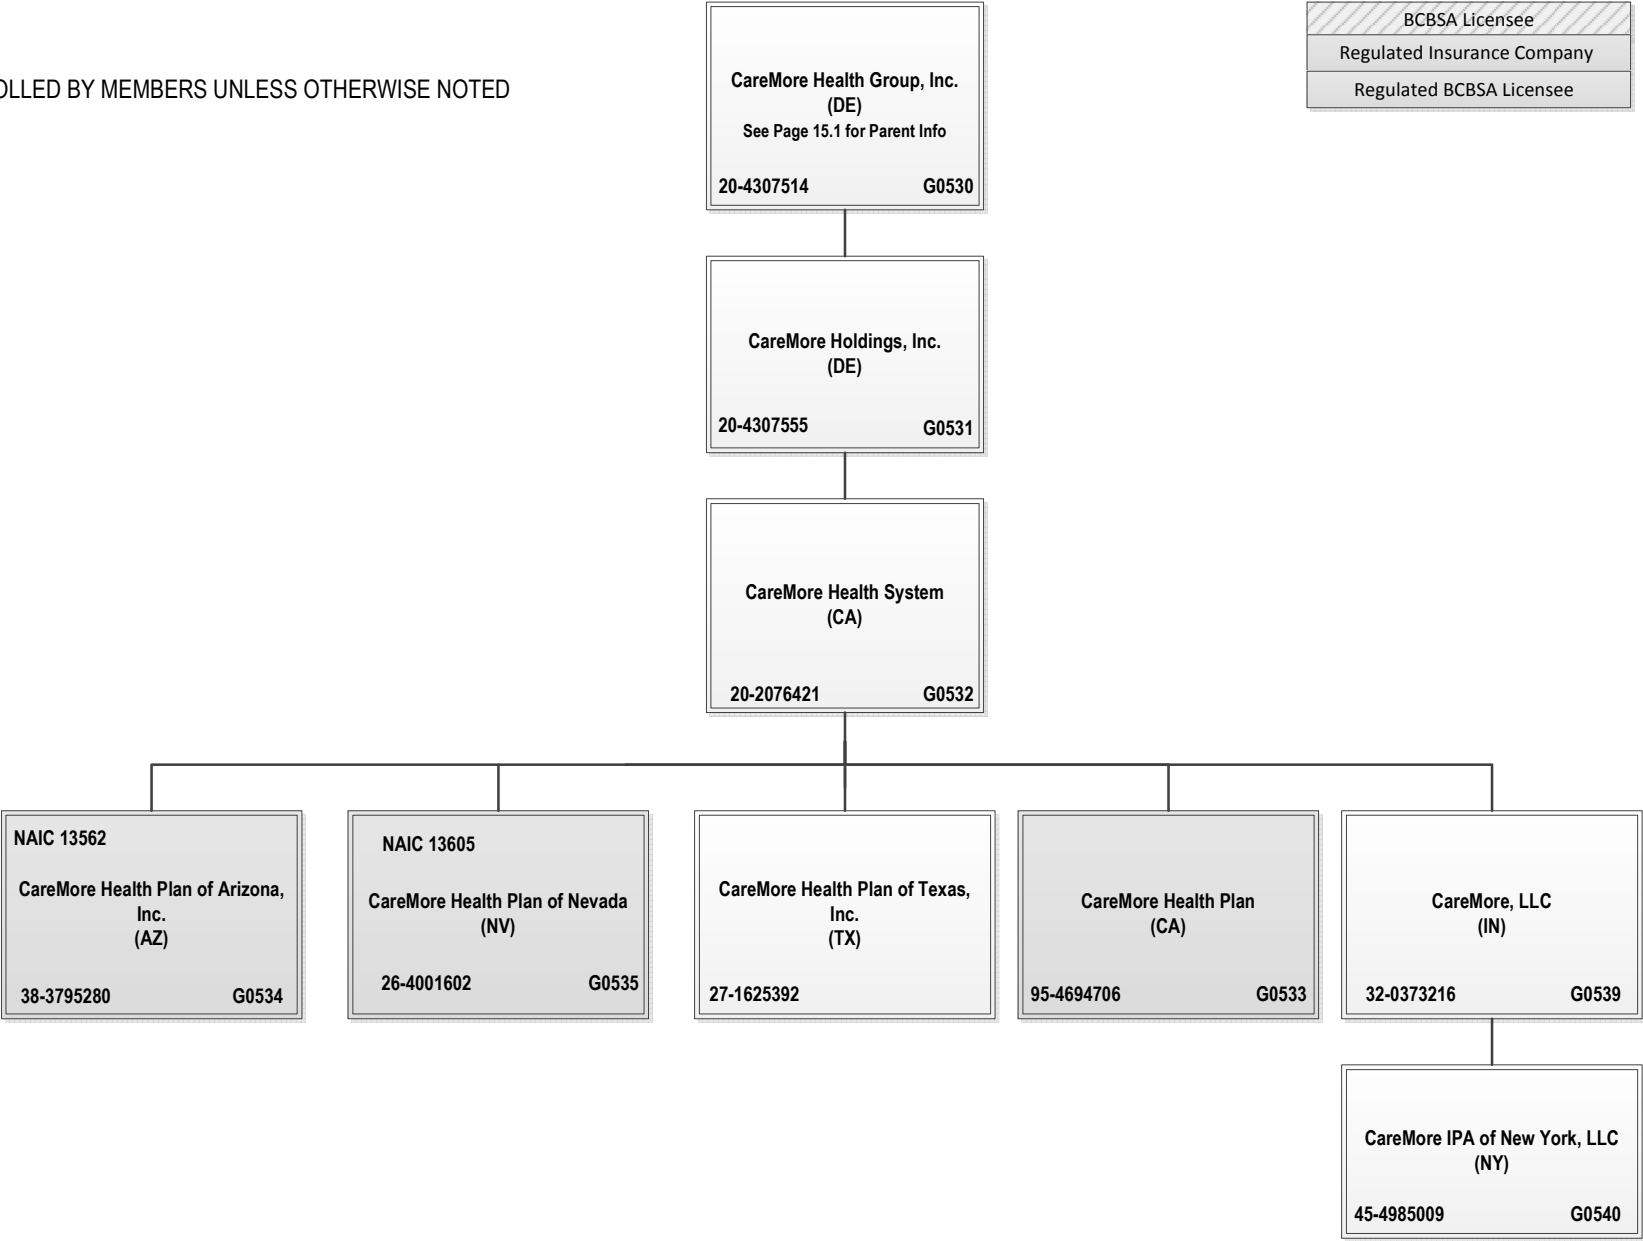 BCBSA Licensee
Regulated Insurance Company
Regulated BCBSA Licensee
OLLED BY MEMBERS UNLESS OTHERWISE NOTED
CareMore Health Group, Inc.
(DE)
See Page 15.1 for Parent Info
20-4307514 G0530
CareMore Holdings, Inc.
(DE)
20-4307555 G0531
CareMore Health System
(CA)
20-2076421 G0532
NAIC 13562
CareMore Health Plan of Arizona,
Inc.
(AZ)
38-3795280 G0534
NAIC 13605
CareMore Health Plan of Nevada
(NV)
26-4001602 G0535
CareMore Health Plan of Texas,
Inc.
(TX)
27-1625392
CareMore Health Plan
(CA)
95-4694706 G0533
CareMore, LLC
(IN)
32-0373216 G0539
CareMore IPA of New York, LLC
(NY)
45-4985009 G0540